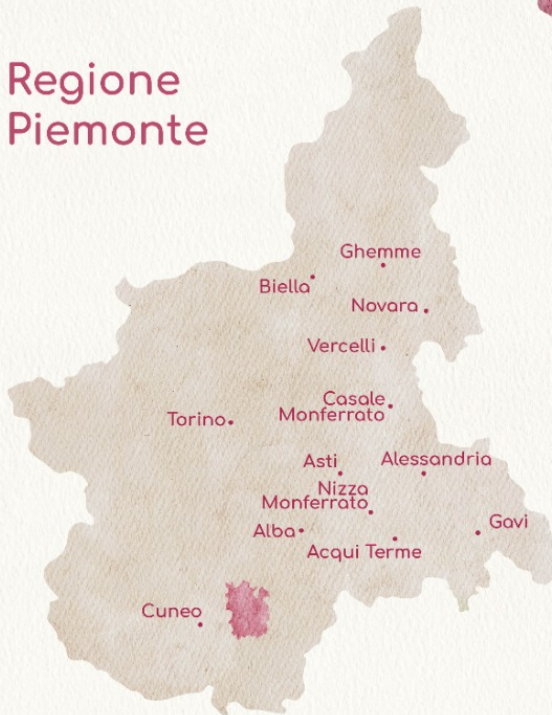 Regione
Piemonte
Ghemme
Biella
Novara
Vercelli
Casale
Monferrato
Torino
Asti
Alessandria
Nizza
Monferrato
Gavi
Alba
Acqui Terme
Cuneo